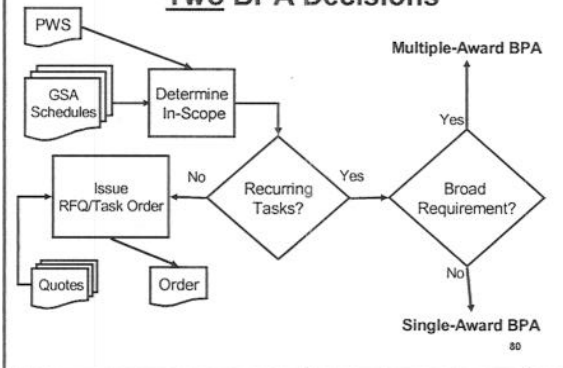 Two BPA Decisions
PWS
Multiple-Award BPA
GSA
Schedules
Determine
In-Scope
Yes
Issue
RFQ/Task Order
No
Recurring
Tasks?
Yes
Broad
Requirement?
Quotes
Order
No
Single-Award BPA
80